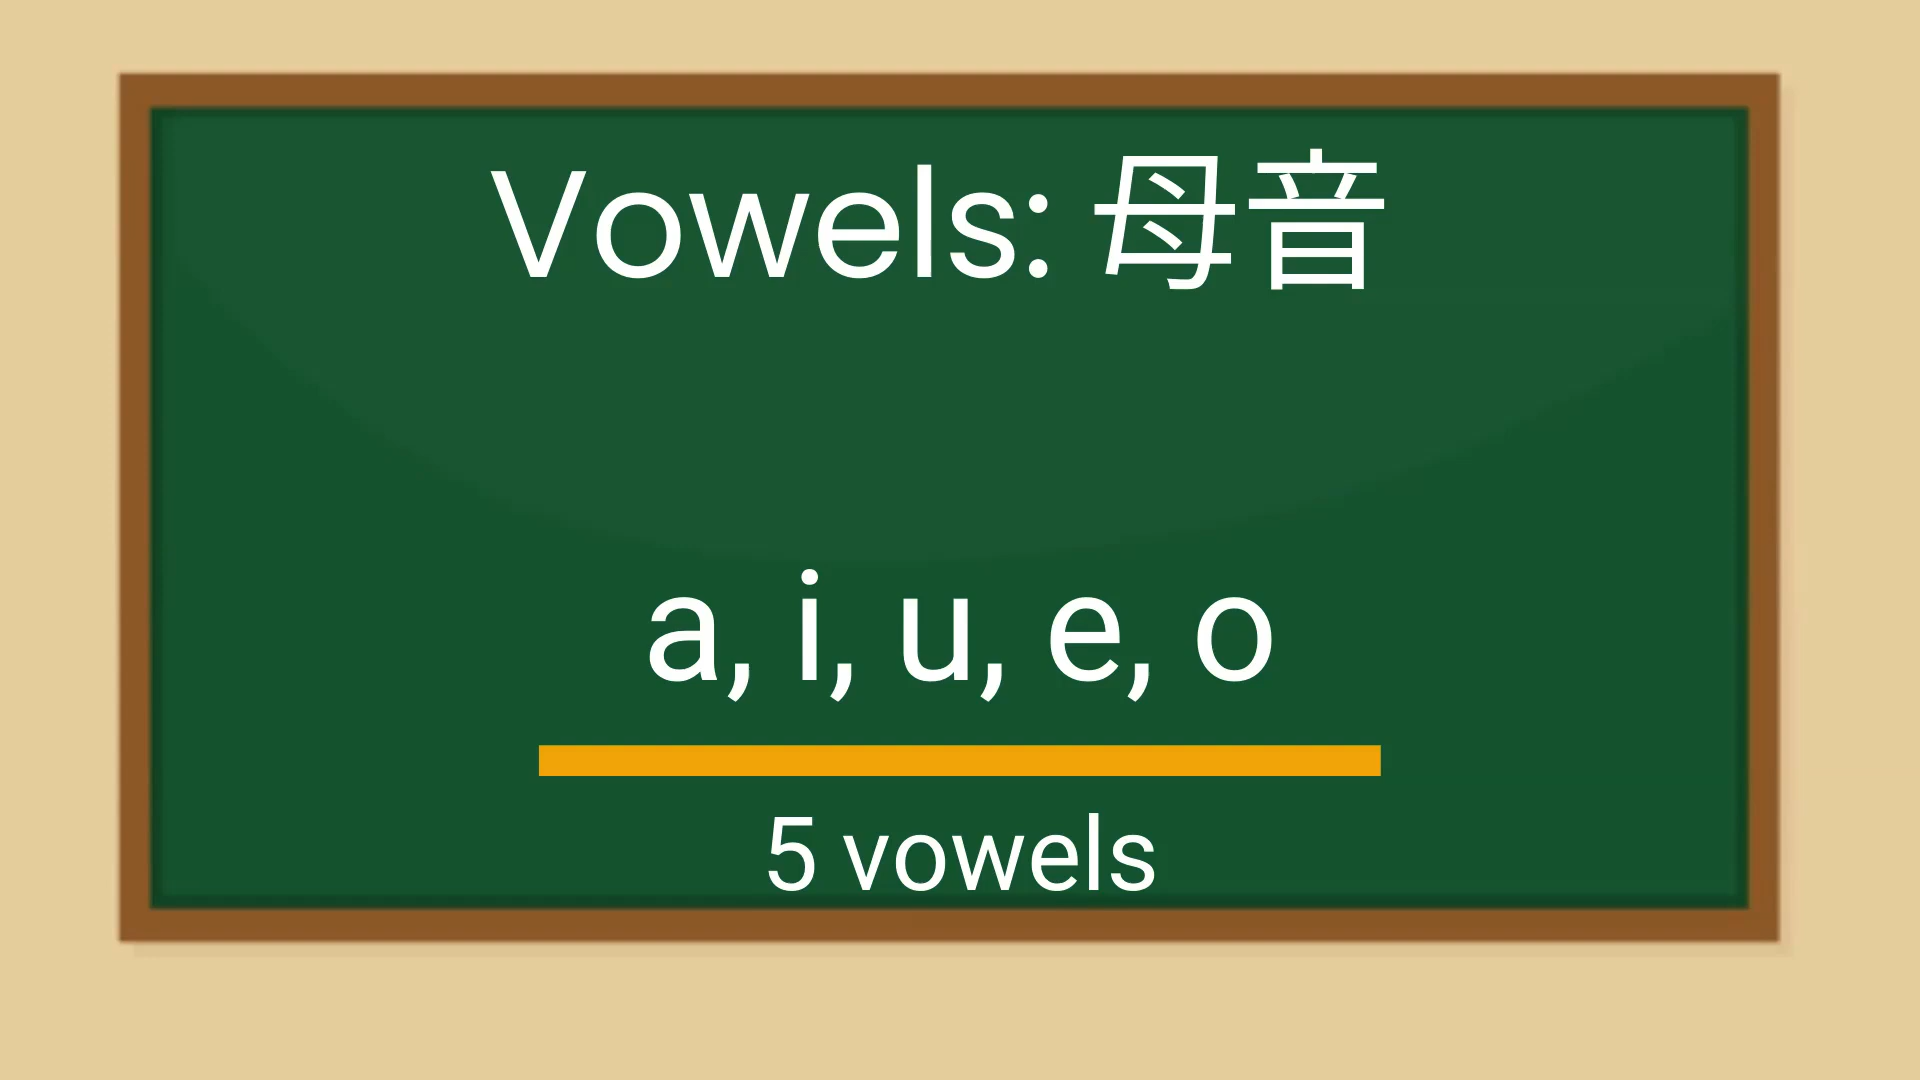 Vowels: 母音
a, i, u, e, o
5 vowels